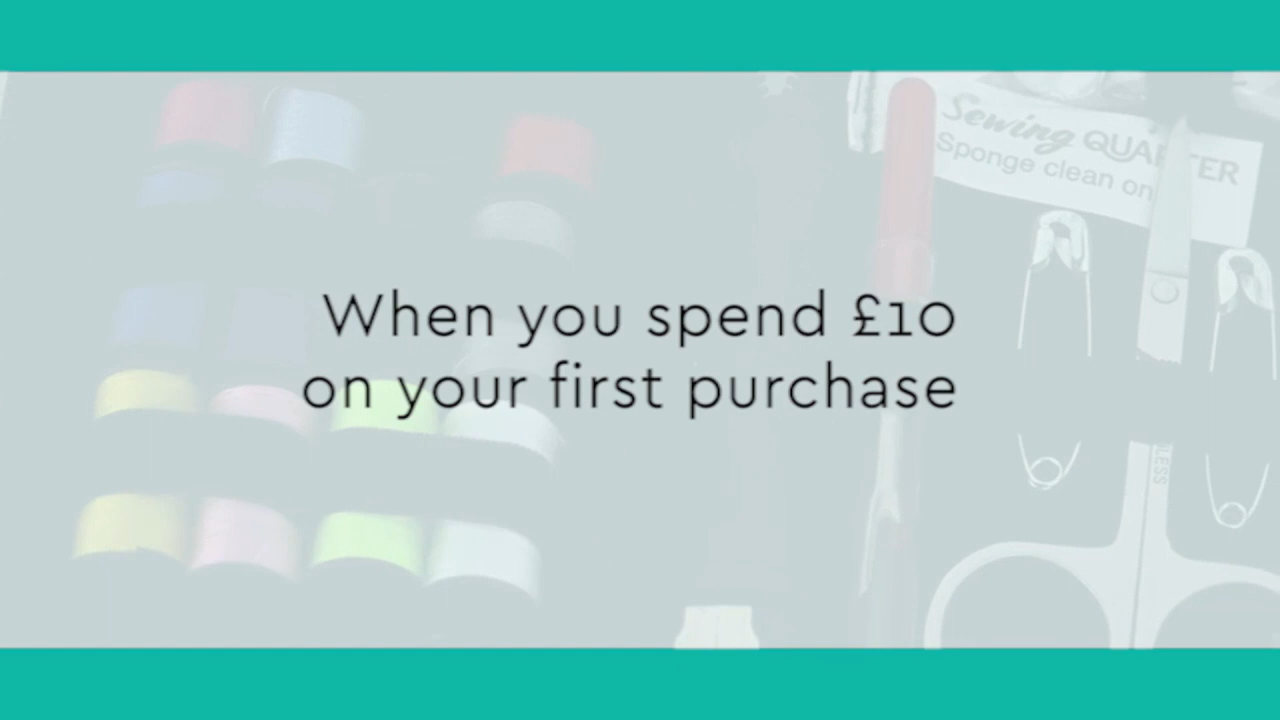 Sewing QUARTER
Sponge clean on
When you spend £10
on your first purchase